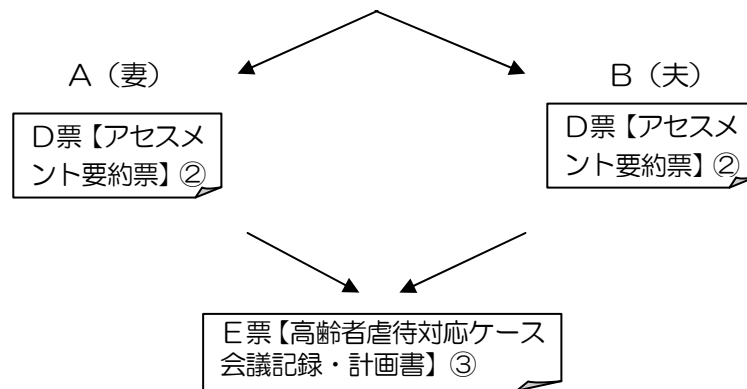 A（妻）
B（夫）
D票【アセスメ
ント要約票】②
D票【アセスメ
ント要約票】②
E票【高齢者虐待対応ケース
会議記録・計画書】③